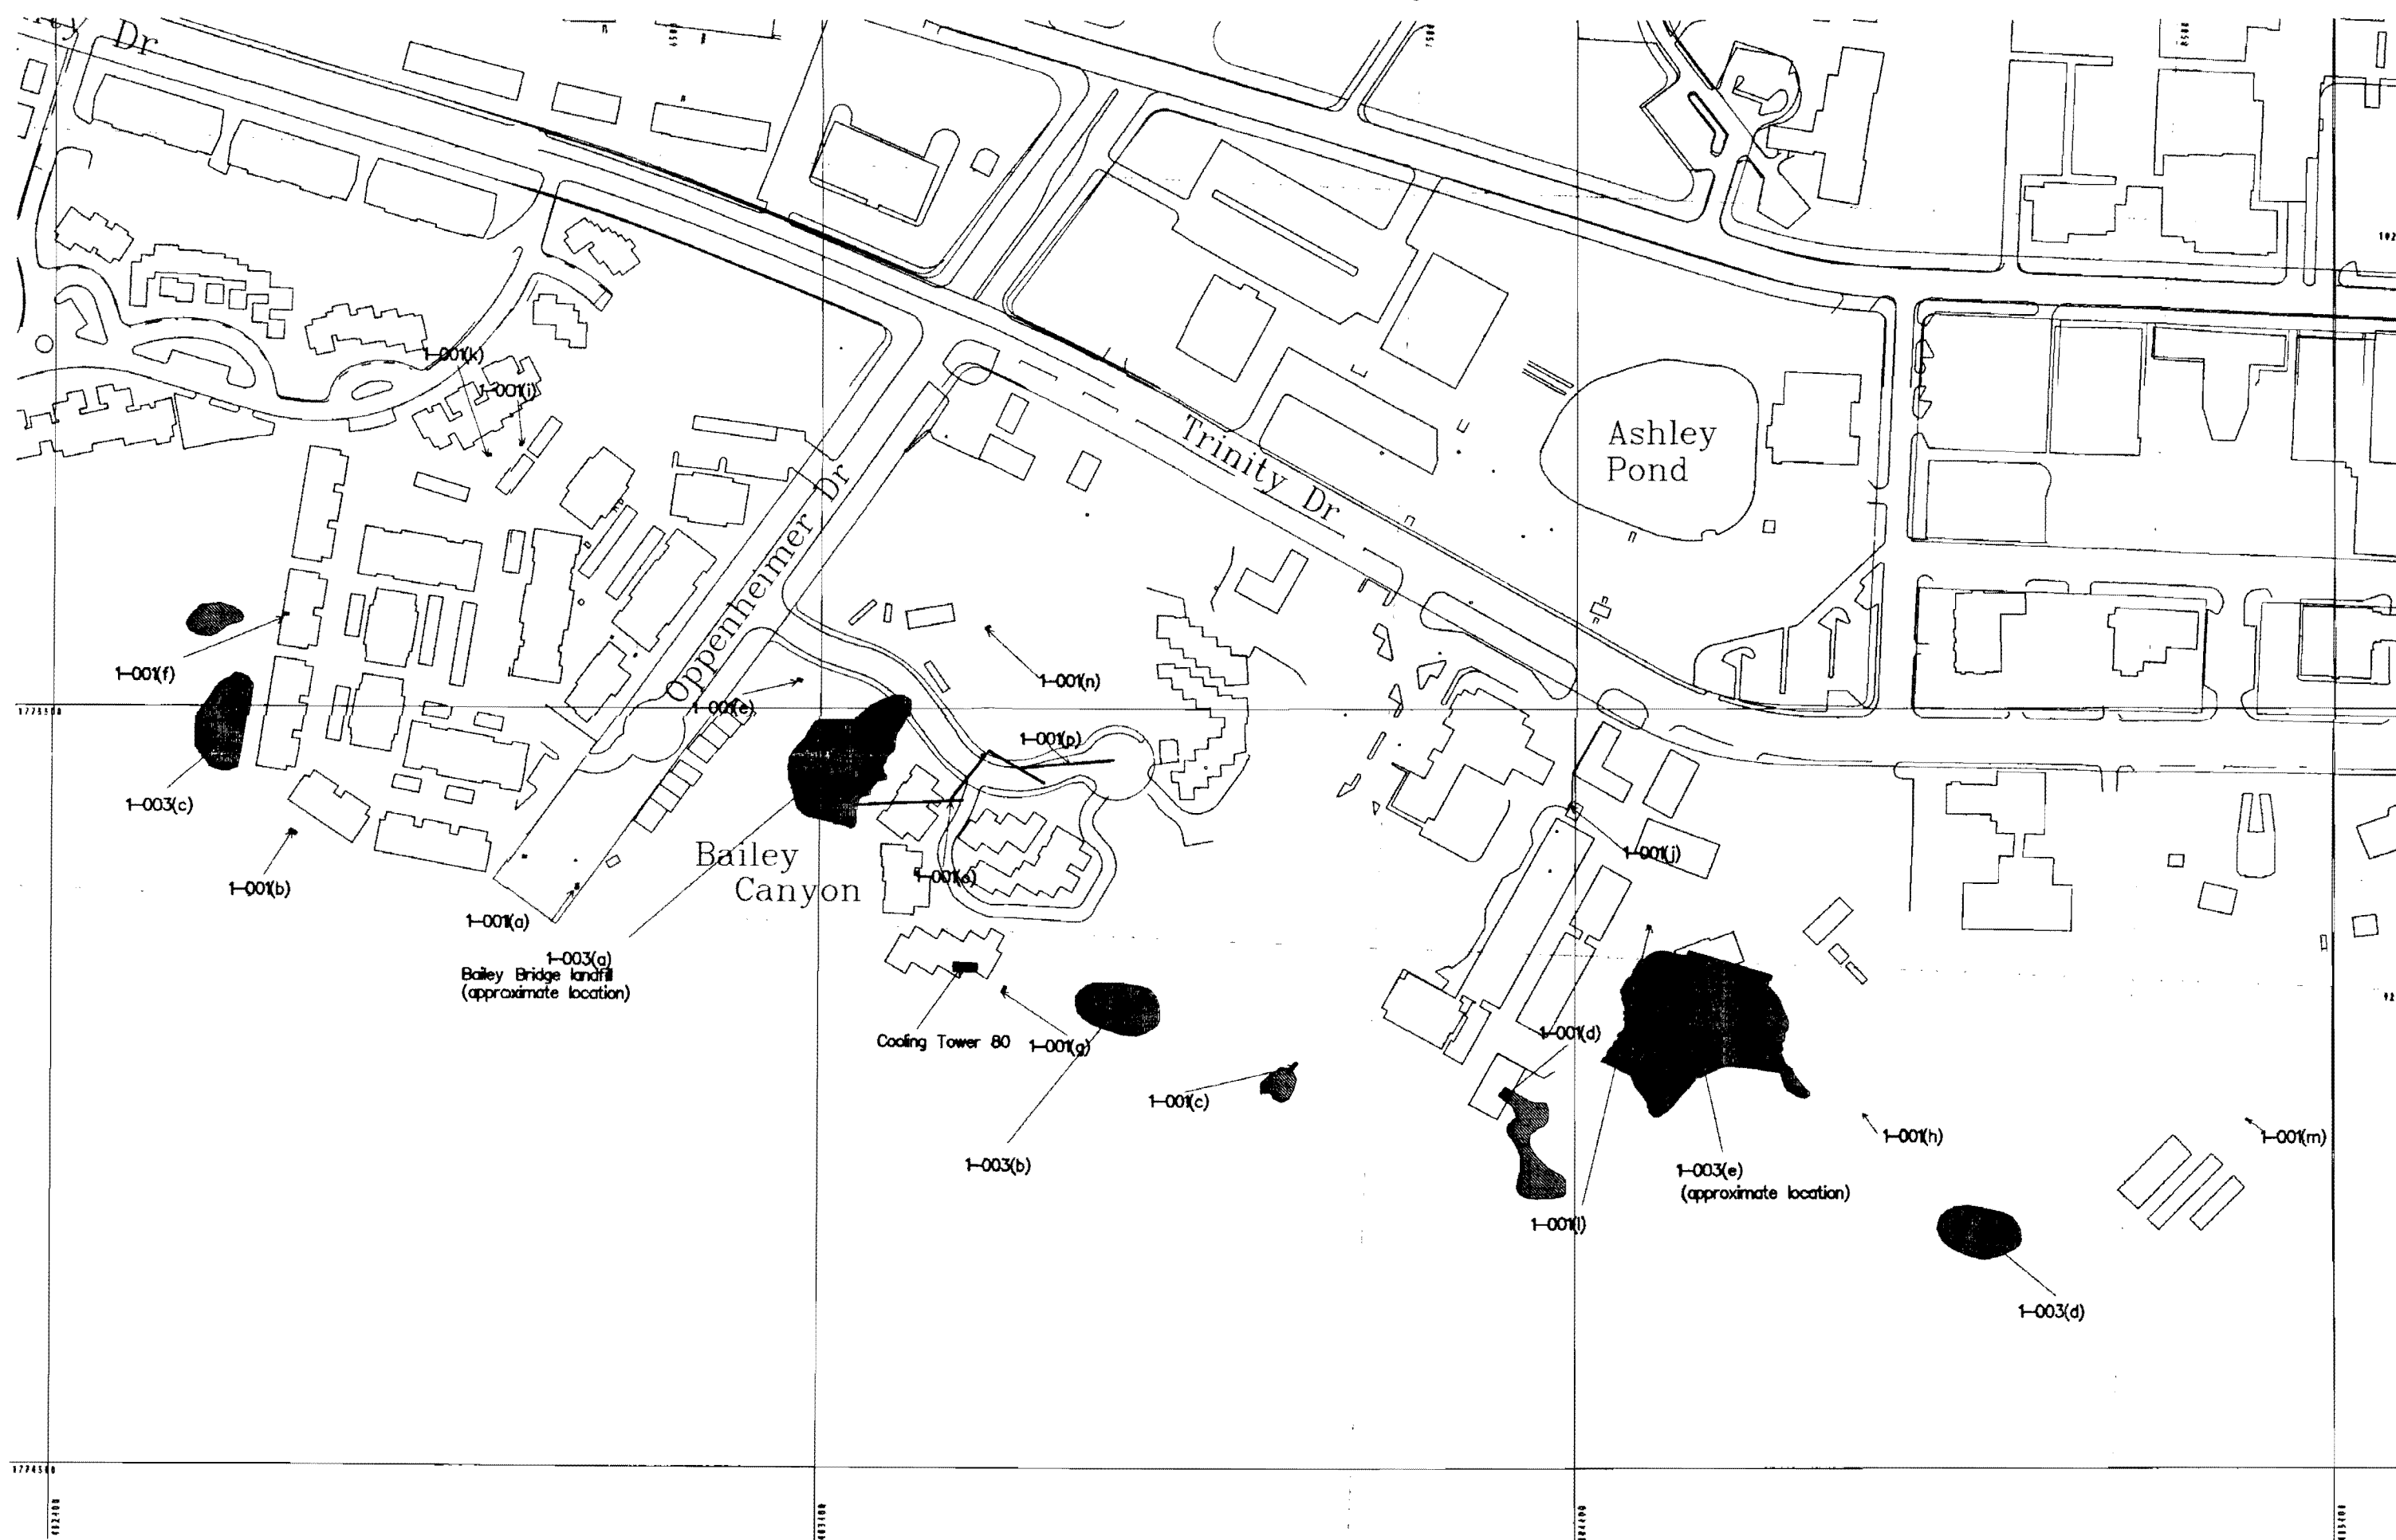 Dr
1-001(k)
1-001(i)
Trinity Dr
Ashley
Pond
Oppenheimer Dr
1-001(f)
1-001(n)
1-001(e)
1-001(p)
1-003(c)
1-001(j)
Bailey
Canyon
1-001(o)
1-001(b)
1-001(a)
1-003(a)
Bailey Bridge landfill
(approximate location)
1-001(d)
Cooling Tower 80
1-001(g)
1-001(c)
1-001(h)
1-001(m)
1-003(b)
1-003(e)
(approximate location)
1-001(l)
1-003(d)
1774500